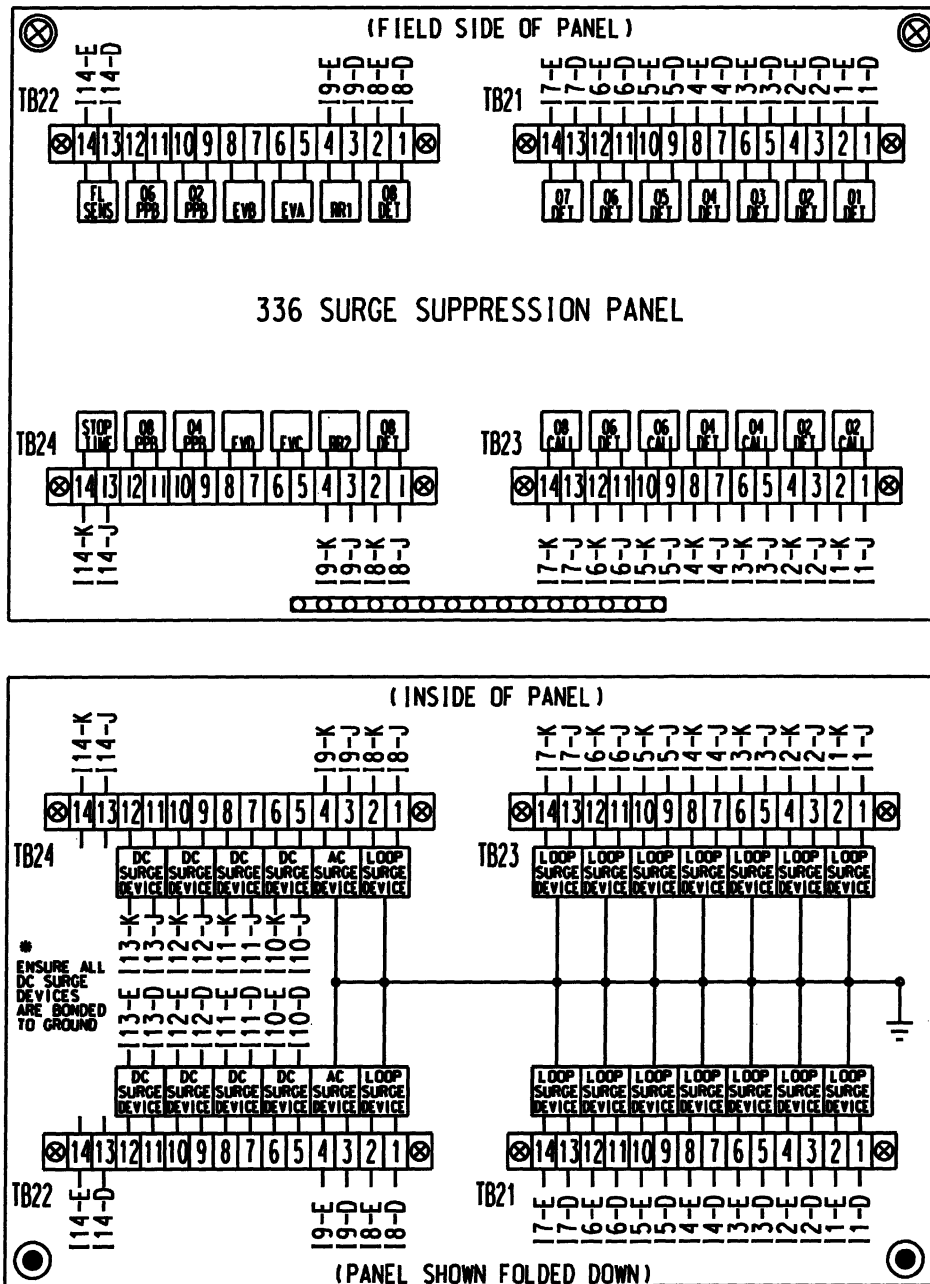 (FIELD SIDE OF PANEL)
I14-E I14-D I9-E I9-D I8-E I8-D
TB22
14 13 12 11 10 9 8 7 6 5 4 3 2 1
FL SENS
06 PPB
02 PPB
EVB
EVA
RR1
08 DET
I7-E I7-D I6-E I6-D I5-E I5-D I4-E I4-D I3-E I3-D I2-E I2-D I1-E I1-D
TB21
14 13 12 11 10 9 8 7 6 5 4 3 2 1
07 DET
06 DET
05 DET
04 DET
03 DET
02 DET
01 DET
336 SURGE SUPPRESSION PANEL
STOP TIME
08 PPB
04 PPB
EVD
EVC
RR2
08 DET
TB24
14 13 12 11 10 9 8 7 6 5 4 3 2 1
I14-K I14-J I9-K I9-J I8-K I8-J
08 CALL
06 DET
06 CALL
04 DET
04 CALL
02 DET
02 CALL
TB23
14 13 12 11 10 9 8 7 6 5 4 3 2 1
I7-K I7-J I6-K I6-J I5-K I5-J I4-K I4-J I3-K I3-J I2-K I2-J I1-K I1-J
(INSIDE OF PANEL)
I14-K I14-J I9-K I9-J I8-K I8-J
14 13 12 11 10 9 8 7 6 5 4 3 2 1
TB24
DC SURGE DEVICE
DC SURGE DEVICE
DC SURGE DEVICE
DC SURGE DEVICE
AC SURGE DEVICE
LOOP SURGE DEVICE
I13-K I13-J I12-K I12-J I11-K I11-J I10-K I10-J
I7-K I7-J I6-K I6-J I5-K I5-J I4-K I4-J I3-K I3-J I2-K I2-J I1-K I1-J
14 13 12 11 10 9 8 7 6 5 4 3 2 1
TB23
LOOP SURGE DEVICE
LOOP SURGE DEVICE
LOOP SURGE DEVICE
LOOP SURGE DEVICE
LOOP SURGE DEVICE
LOOP SURGE DEVICE
LOOP SURGE DEVICE
*
ENSURE ALL
DC SURGE
DEVICES
ARE BONDED
TO GROUND
I13-E I13-D I12-E I12-D I11-E I11-D I10-E I10-D
DC SURGE DEVICE
DC SURGE DEVICE
DC SURGE DEVICE
DC SURGE DEVICE
AC SURGE DEVICE
LOOP SURGE DEVICE
14 13 12 11 10 9 8 7 6 5 4 3 2 1
TB22
I14-E I14-D I9-E I9-D I8-E I8-D
LOOP SURGE DEVICE
LOOP SURGE DEVICE
LOOP SURGE DEVICE
LOOP SURGE DEVICE
LOOP SURGE DEVICE
LOOP SURGE DEVICE
LOOP SURGE DEVICE
14 13 12 11 10 9 8 7 6 5 4 3 2 1
TB21
I7-E I7-D I6-E I6-D I5-E I5-D I4-E I4-D I3-E I3-D I2-E I2-D I1-E I1-D
(PANEL SHOWN FOLDED DOWN)